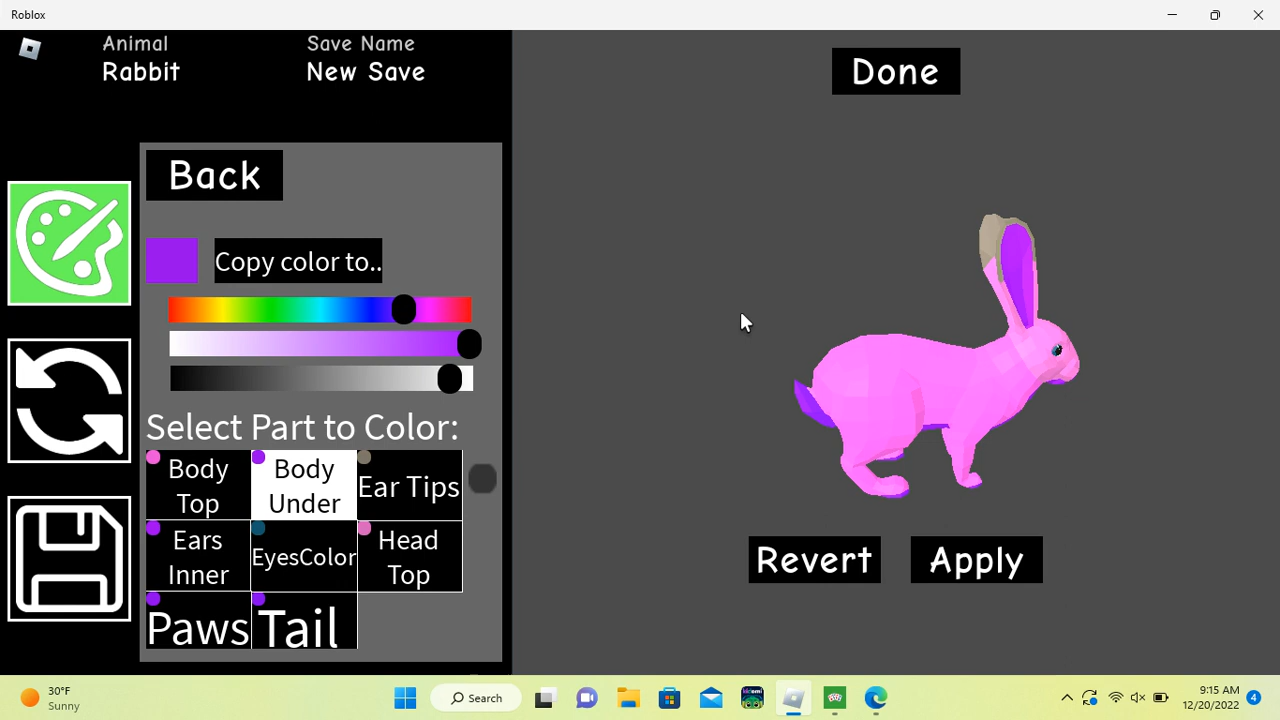 Roblox
Animal
Rabbit
Save Name
New Save
Done
Back
Copy color to..
Select Part to Color:
Body
Top
Body
Under
Ear Tips
Ears
Inner
EyesColor
Head
Top
Paws
Tail
Revert
Apply
30°F
Sunny
Search
9:15 AM
12/20/2022
4